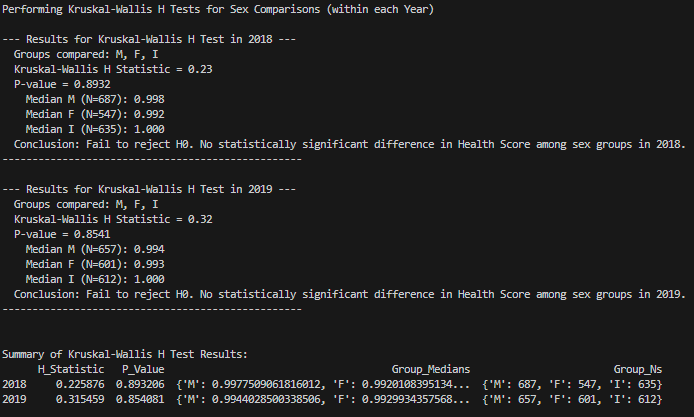 Performing Kruskal-Wallis H Tests for Sex Comparisons (within each Year)
--- Results for Kruskal-Wallis H Test in 2018 ---
Groups compared: M, F, I
Kruskal-Wallis H Statistic = 0.23
P-value = 0.8932
Median M (N=687): 0.998
Median F (N=547): 0.992
Median I (N=635): 1.000
Conclusion: Fail to reject H0. No statistically significant difference in Health Score among sex groups in 2018.
--------------------------------------------------
--- Results for Kruskal-Wallis H Test in 2019 ---
Groups compared: M, F, I
Kruskal-Wallis H Statistic = 0.32
P-value = 0.8541
Median M (N=657): 0.994
Median F (N=601): 0.993
Median I (N=612): 1.000
Conclusion: Fail to reject H0. No statistically significant difference in Health Score among sex groups in 2019.
--------------------------------------------------
Summary of Kruskal-Wallis H Test Results:
H_Statistic P_Value Group_Medians Group_Ns
2018 0.225876 0.893206 {'M': 0.9977509061816012, 'F': 0.9920108395134... {'M': 687, 'F': 547, 'I': 635}
2019 0.315459 0.854081 {'M': 0.9944028500338506, 'F': 0.9929934357568... {'M': 657, 'F': 601, 'I': 612}